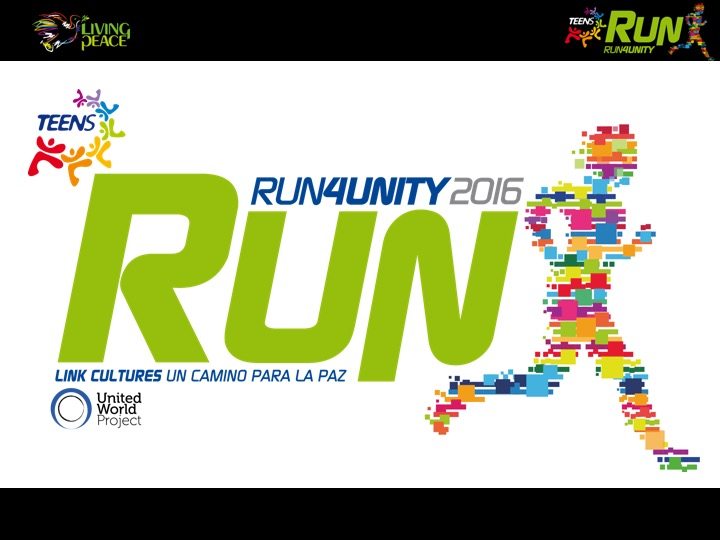 LIVING
PEACE
TEENS
RUN
RUN4UNITY
TEENS
RUN4UNITY 2016
RUN
LINK CULTURES UN CAMINO PARA LA PAZ
United
World
Project